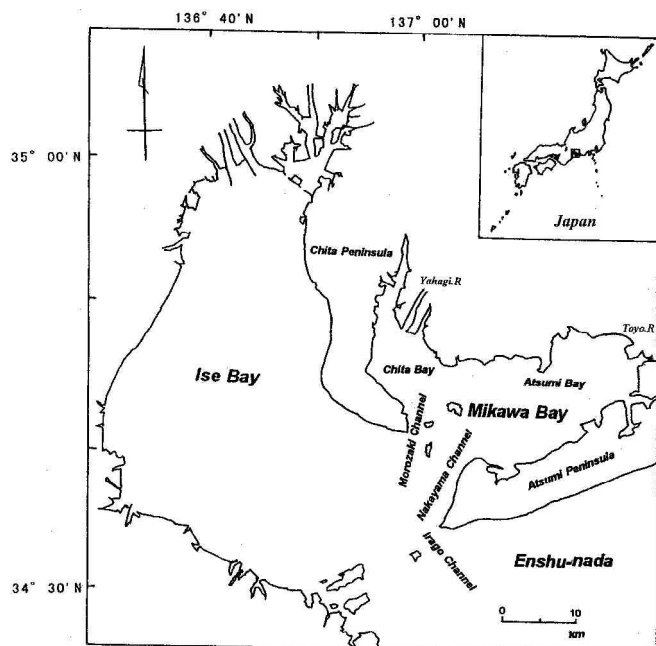 136° 40' N
137° 00' N
35° 00' N
Japan
Chita Peninsula
Yahagi.R
Toyo.R
Ise Bay
Chita Bay
Atsumi Bay
Mikawa Bay
Morozaki Channel
Nakayama Channel
Atsumi Peninsula
Irago Channel
Enshu-nada
34° 30' N
0 10
km